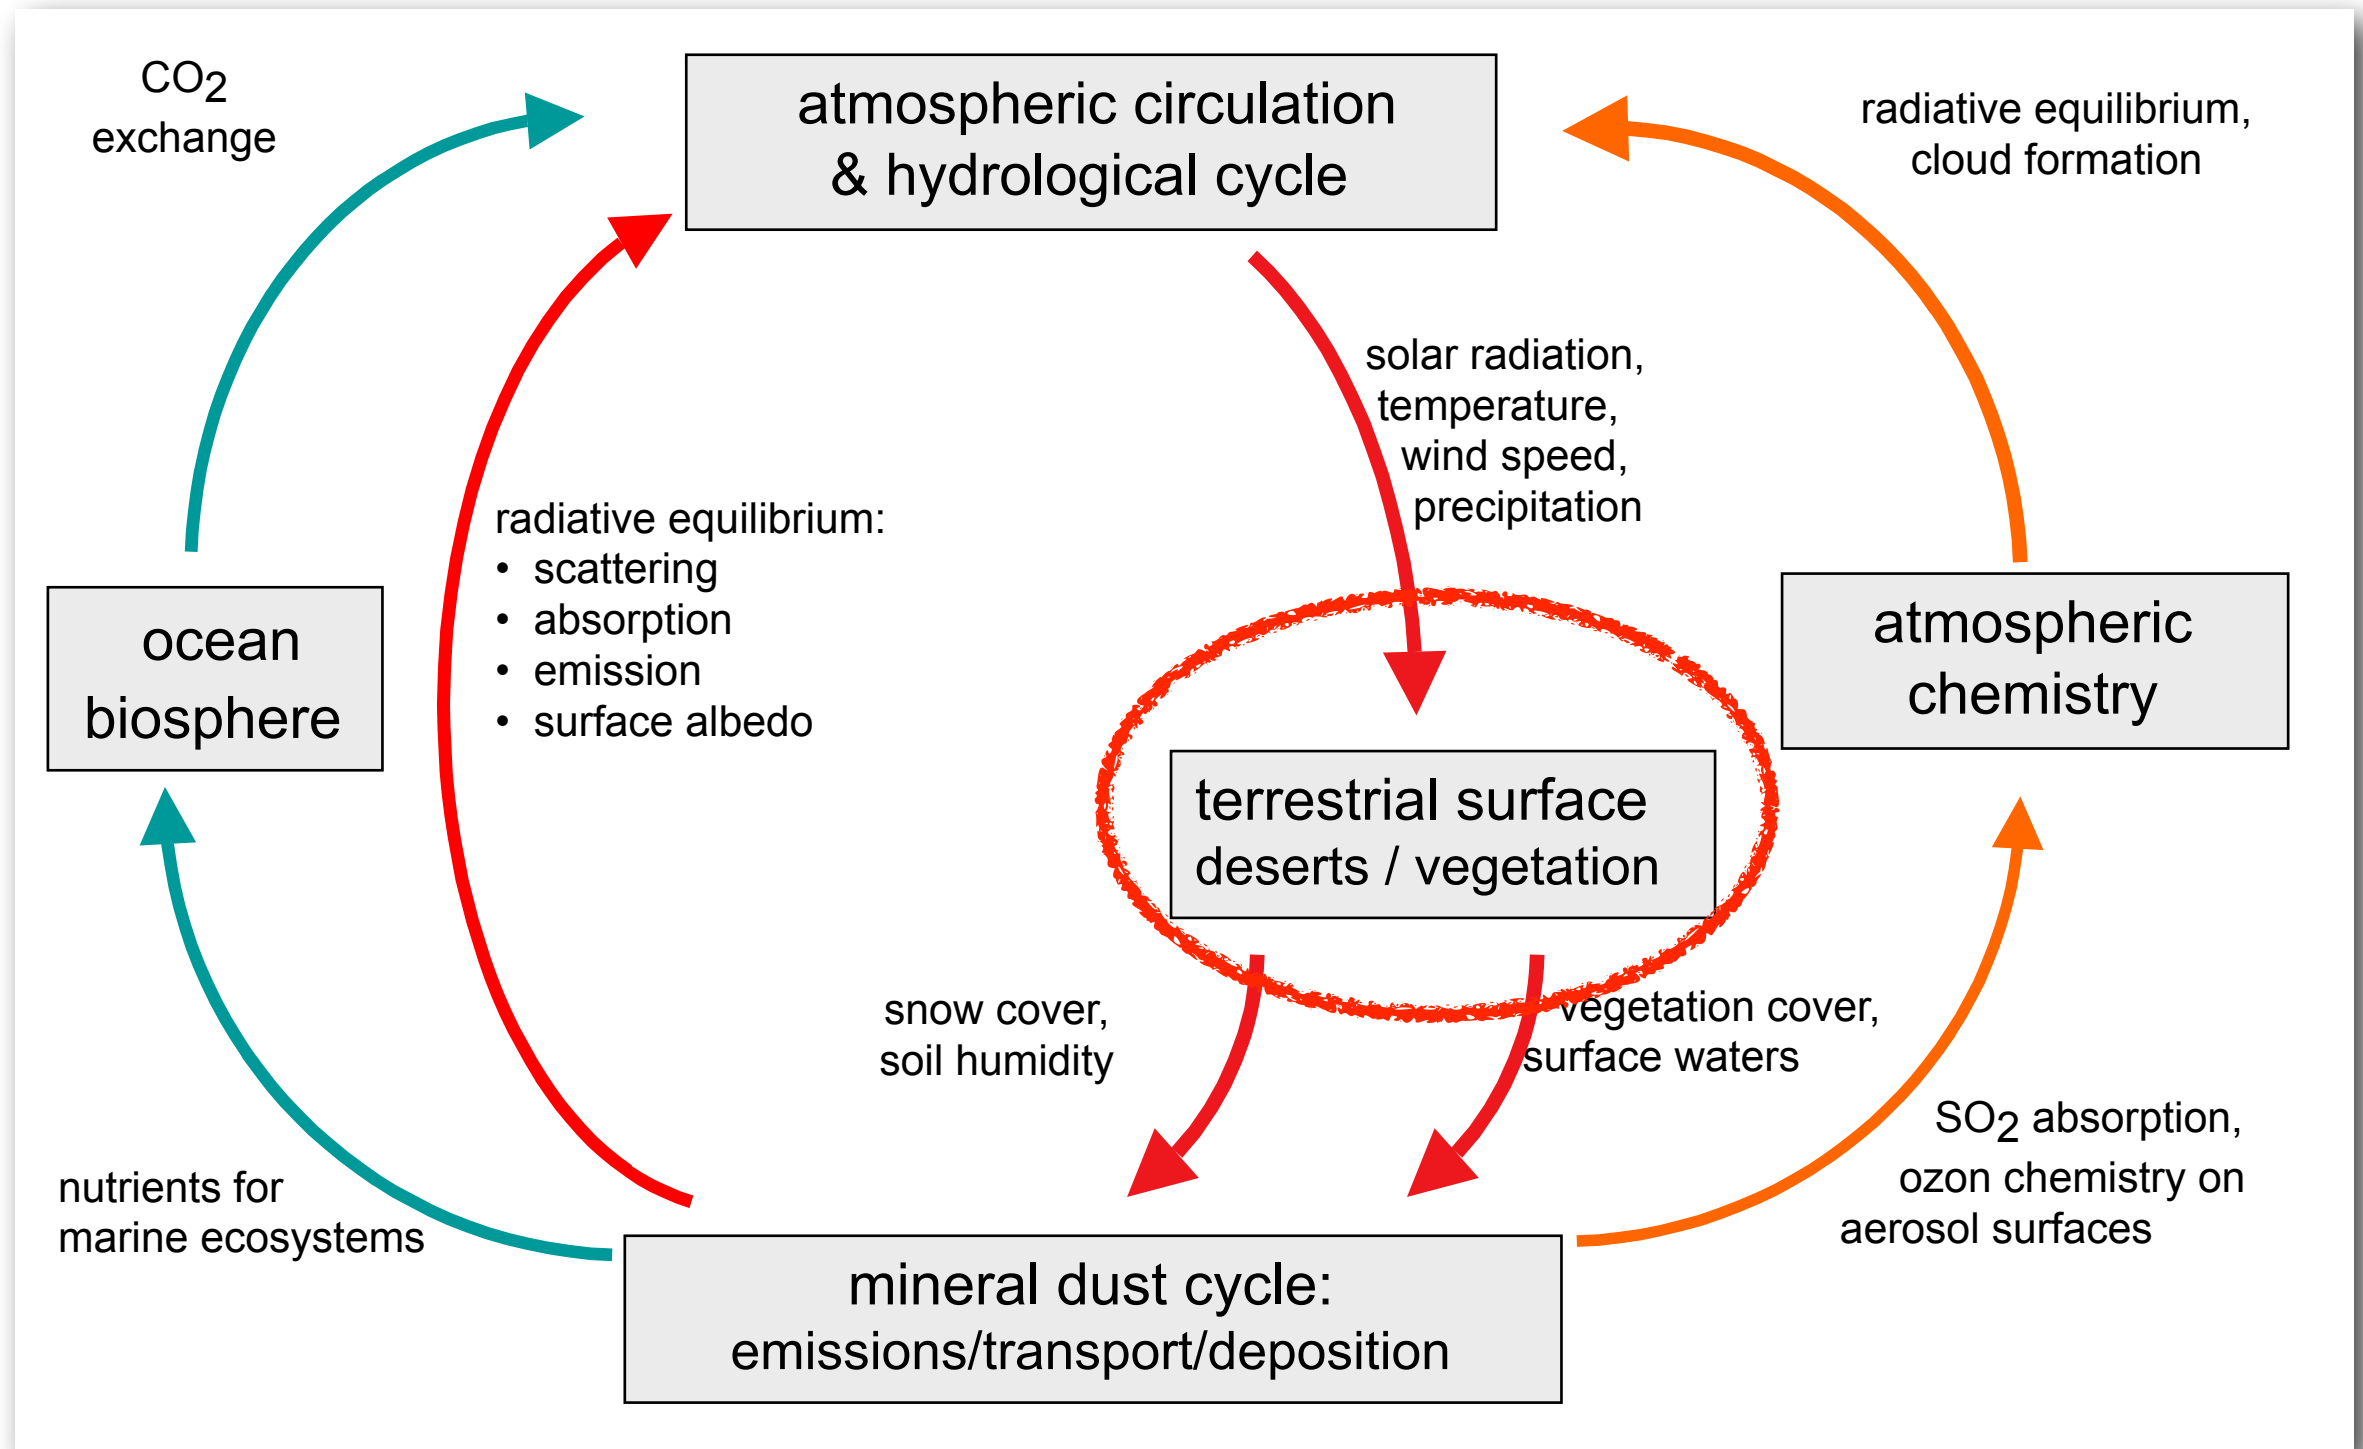 CO2
exchange
atmospheric circulation
& hydrological cycle
radiative equilibrium,
cloud formation
solar radiation,
temperature,
wind speed,
precipitation
radiative equilibrium:
• scattering
• absorption
• emission
• surface albedo
ocean
biosphere
atmospheric
chemistry
terrestrial surface
deserts / vegetation
snow cover,
soil humidity
vegetation cover,
surface waters
SO2 absorption,
ozon chemistry on
aerosol surfaces
nutrients for
marine ecosystems
mineral dust cycle:
emissions/transport/deposition